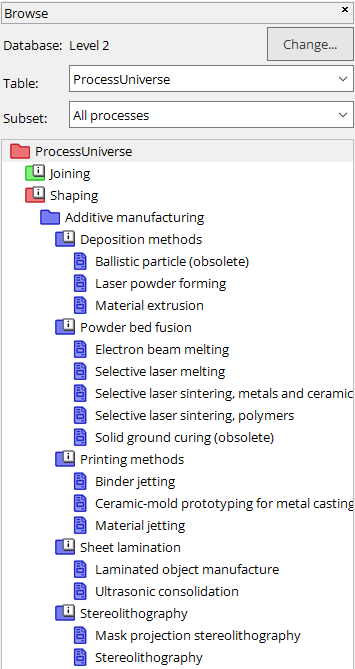 Browse
Database: Level 2
Change...
Table: ProcessUniverse
Subset: All processes
ProcessUniverse
Joining
Shaping
Additive manufacturing
Deposition methods
Ballistic particle (obsolete)
Laser powder forming
Material extrusion
Powder bed fusion
Electron beam melting
Selective laser melting
Selective laser sintering, metals and ceramic
Selective laser sintering, polymers
Solid ground curing (obsolete)
Printing methods
Binder jetting
Ceramic-mold prototyping for metal casting
Material jetting
Sheet lamination
Laminated object manufacture
Ultrasonic consolidation
Stereolithography
Mask projection stereolithography
Stereolithography